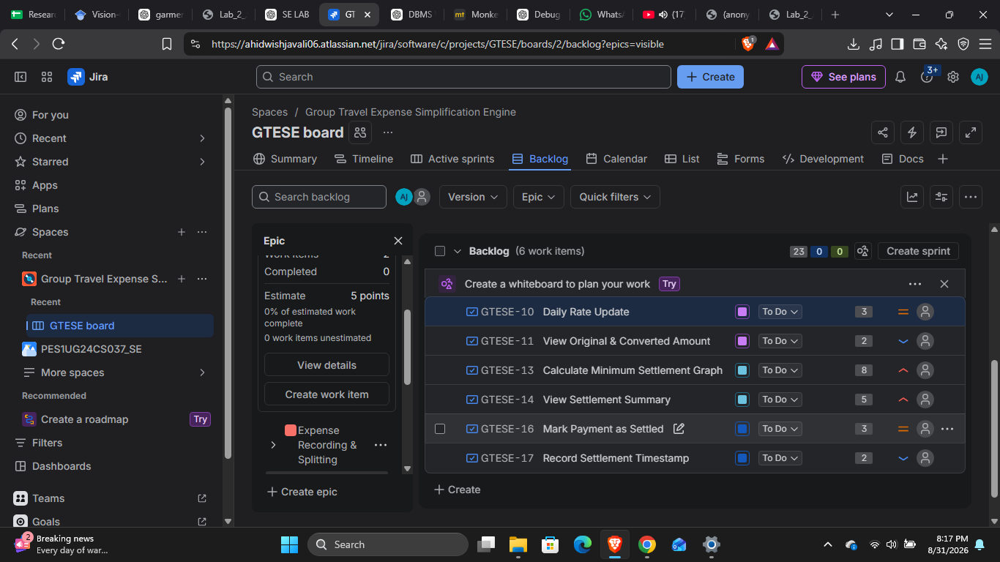 Resear
Vision-
garmer
Lab_2_
SE LAB
GT
DBMS
Monke
Debug
WhatsA
(17
(anony
Lab_2_
https://ahidwishjavali06.atlassian.net/jira/software/c/projects/GTESE/boards/2/backlog?epics=visible
1
Jira
Search
Create
See plans
3+
AJ
For you
Recent
Starred
Apps
Plans
Spaces
Recent
Group Travel Expense S...
Recent
GTESE board
PES1UG24CS037_SE
More spaces
Recommended
Create a roadmap
Try
Filters
Dashboards
Teams
Goals
Spaces / Group Travel Expense Simplification Engine
GTESE board
Summary
Timeline
Active sprints
Backlog
Calendar
List
Forms
Development
Docs
Search backlog
AJ
Version
Epic
Quick filters
Epic
Work items 2
Completed 0
Estimate 5 points
0% of estimated work
complete
0 work items unestimated
View details
Create work item
Expense
Recording &
Splitting
Create epic
Backlog (6 work items)
23 0 0
Create sprint
Create a whiteboard to plan your work Try
GTESE-10 Daily Rate Update To Do 3
GTESE-11 View Original & Converted Amount To Do 2
GTESE-13 Calculate Minimum Settlement Graph To Do 8
GTESE-14 View Settlement Summary To Do 5
GTESE-16 Mark Payment as Settled To Do 3
GTESE-17 Record Settlement Timestamp To Do 2
Create
2
Breaking news
Every day of war...
Search
8:17 PM
8/31/2026